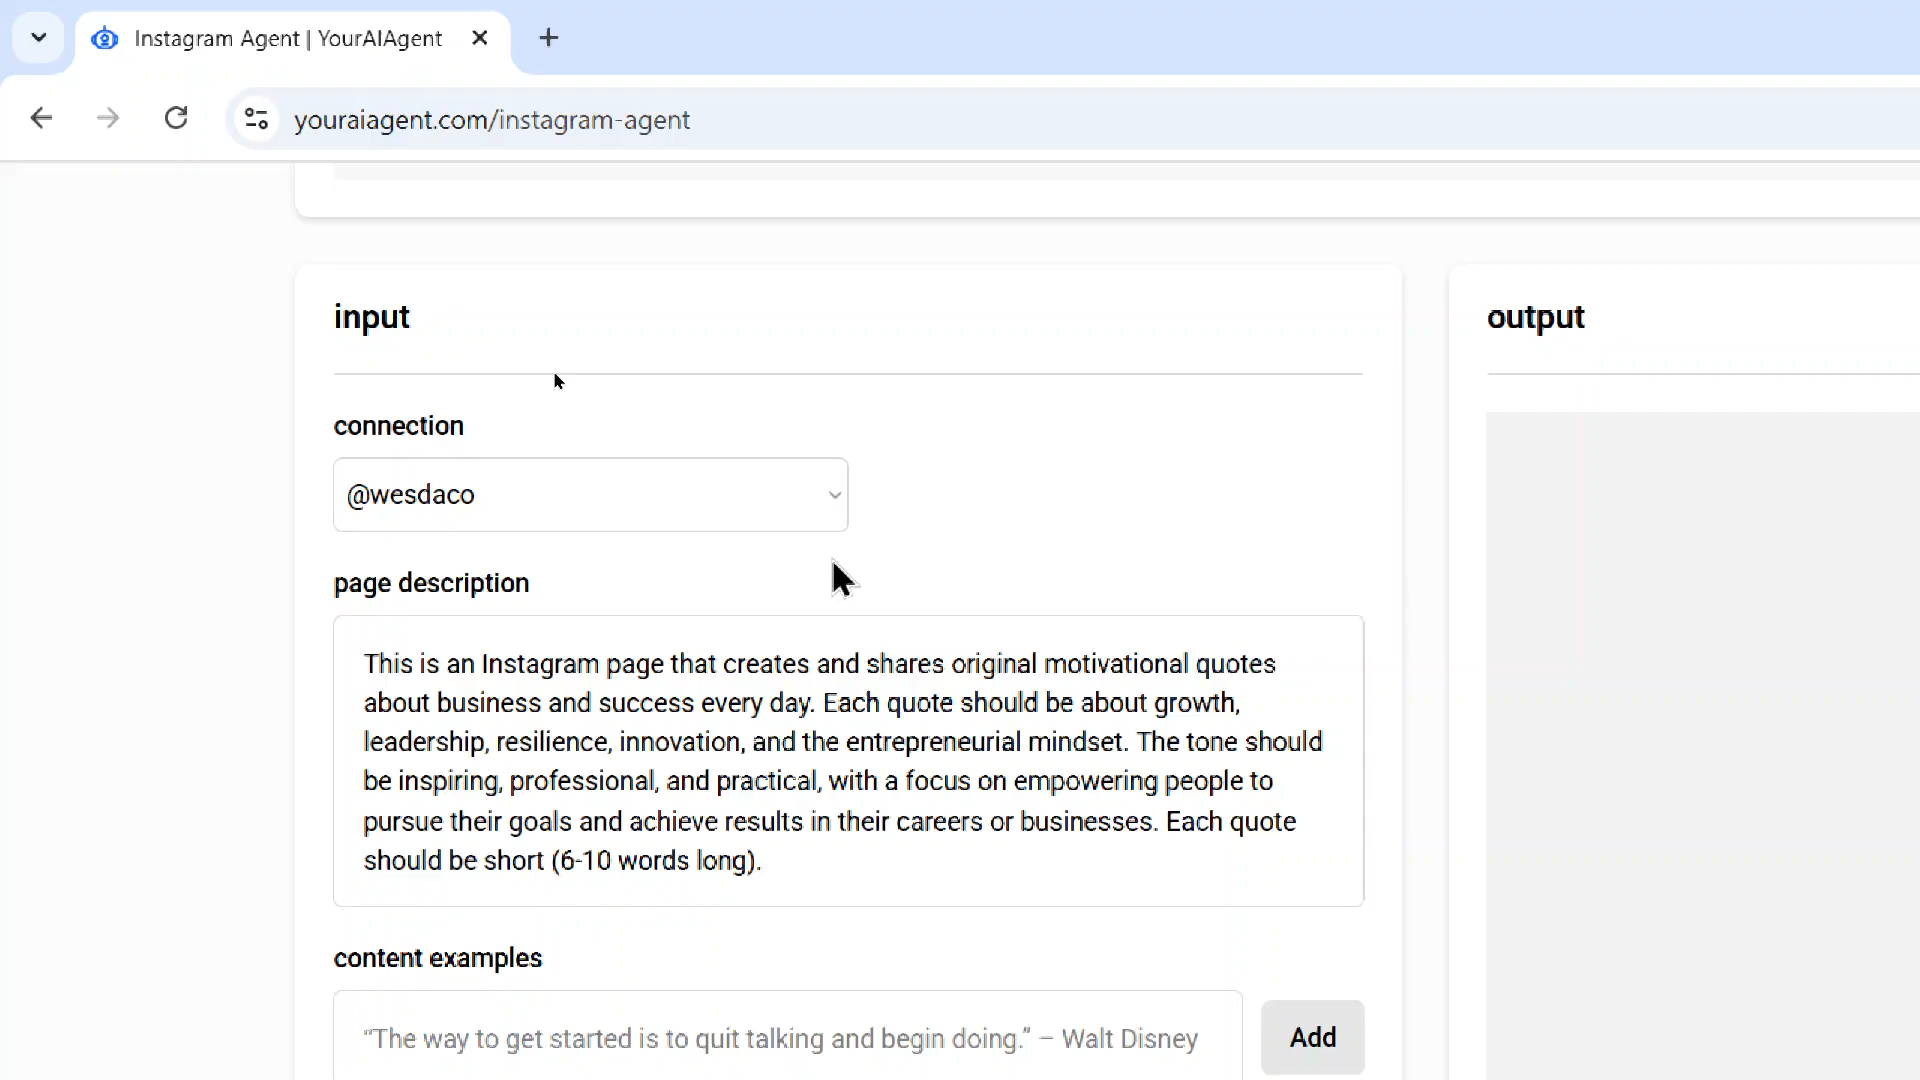 Instagram Agent | YourAIAgent
youraiagent.com/instagram-agent
input
output
connection
@wesdaco
page description
This is an Instagram page that creates and shares original motivational quotes
about business and success every day. Each quote should be about growth,
leadership, resilience, innovation, and the entrepreneurial mindset. The tone should
be inspiring, professional, and practical, with a focus on empowering people to
pursue their goals and achieve results in their careers or businesses. Each quote
should be short (6-10 words long).
content examples
“The way to get started is to quit talking and begin doing.” – Walt Disney
Add